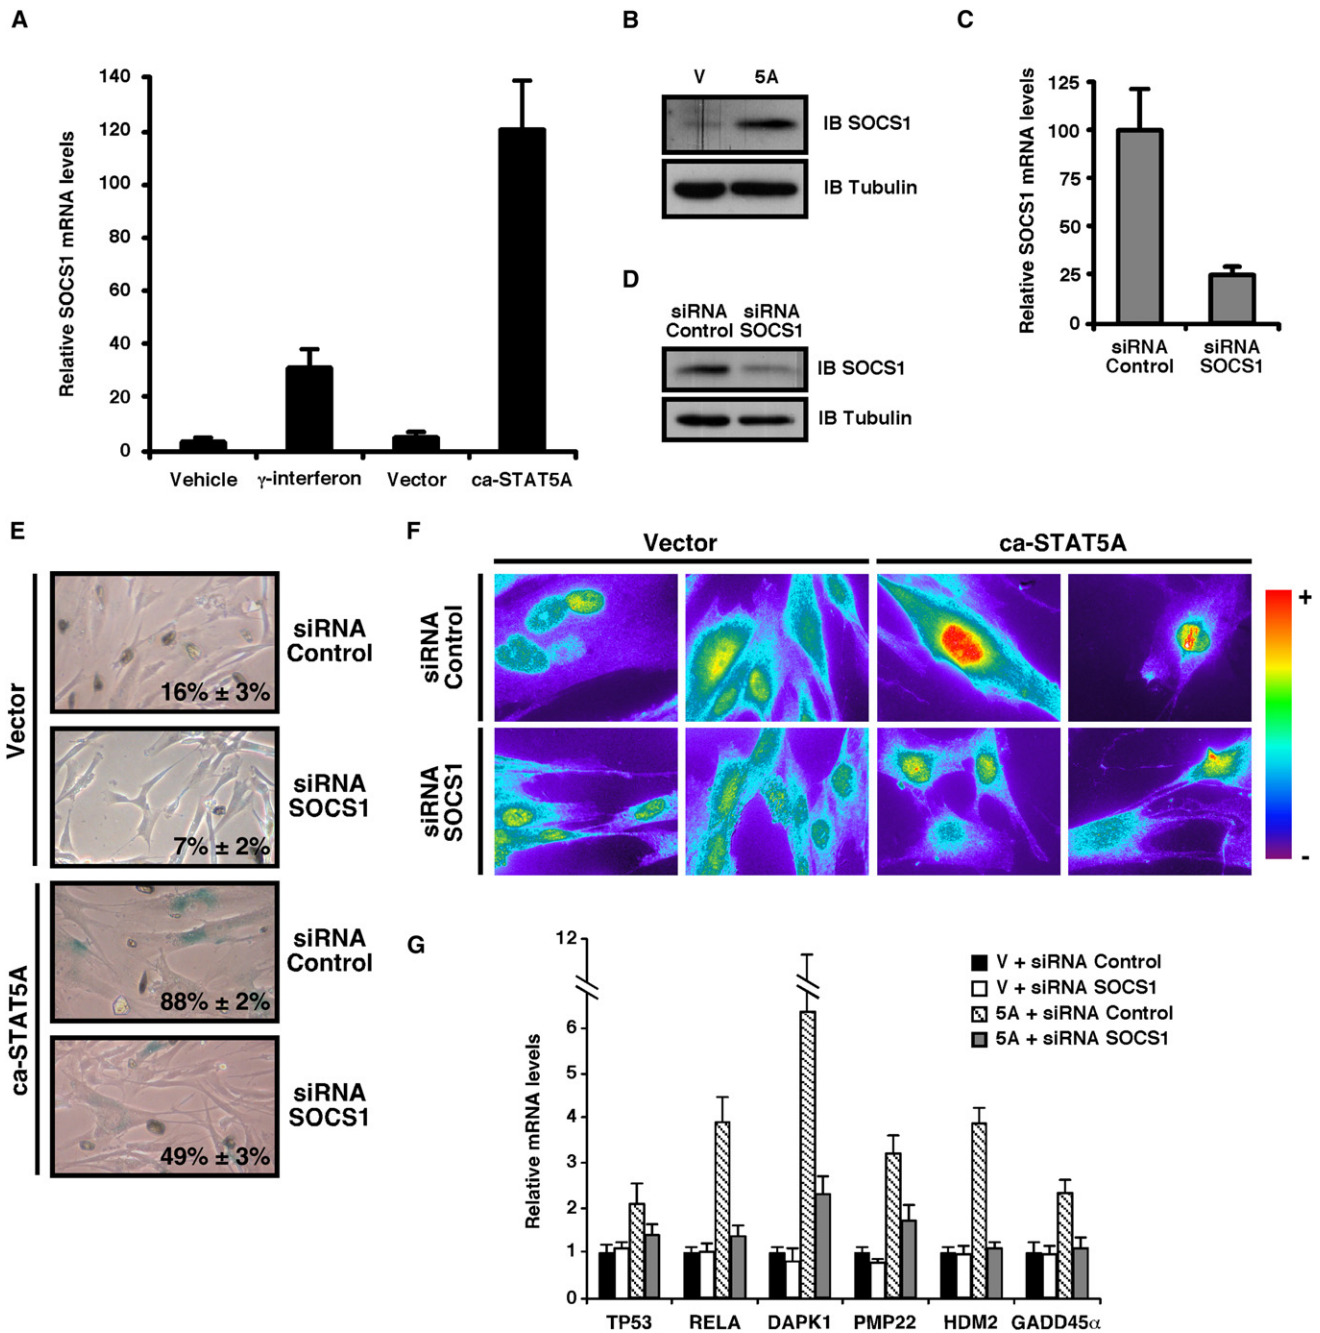 A
Relative SOCS1 mRNA levels
140
120
100
80
60
40
20
0
Vehicle
γ-interferon
Vector
ca-STAT5A
B
V
5A
IB SOCS1
IB Tubulin
C
Relative SOCS1 mRNA levels
125
100
75
50
25
0
siRNA
Control
siRNA
SOCS1
D
siRNA
Control
siRNA
SOCS1
IB SOCS1
IB Tubulin
E
Vector
16% ± 3%
siRNA
Control
7% ± 2%
siRNA
SOCS1
ca-STAT5A
88% ± 2%
siRNA
Control
49% ± 3%
siRNA
SOCS1
F
Vector
ca-STAT5A
siRNA
Control
siRNA
SOCS1
+
-
G
Relative mRNA levels
12
6
5
4
3
2
1
0
V + siRNA Control
V + siRNA SOCS1
5A + siRNA Control
5A + siRNA SOCS1
TP53
RELA
DAPK1
PMP22
HDM2
GADD45α